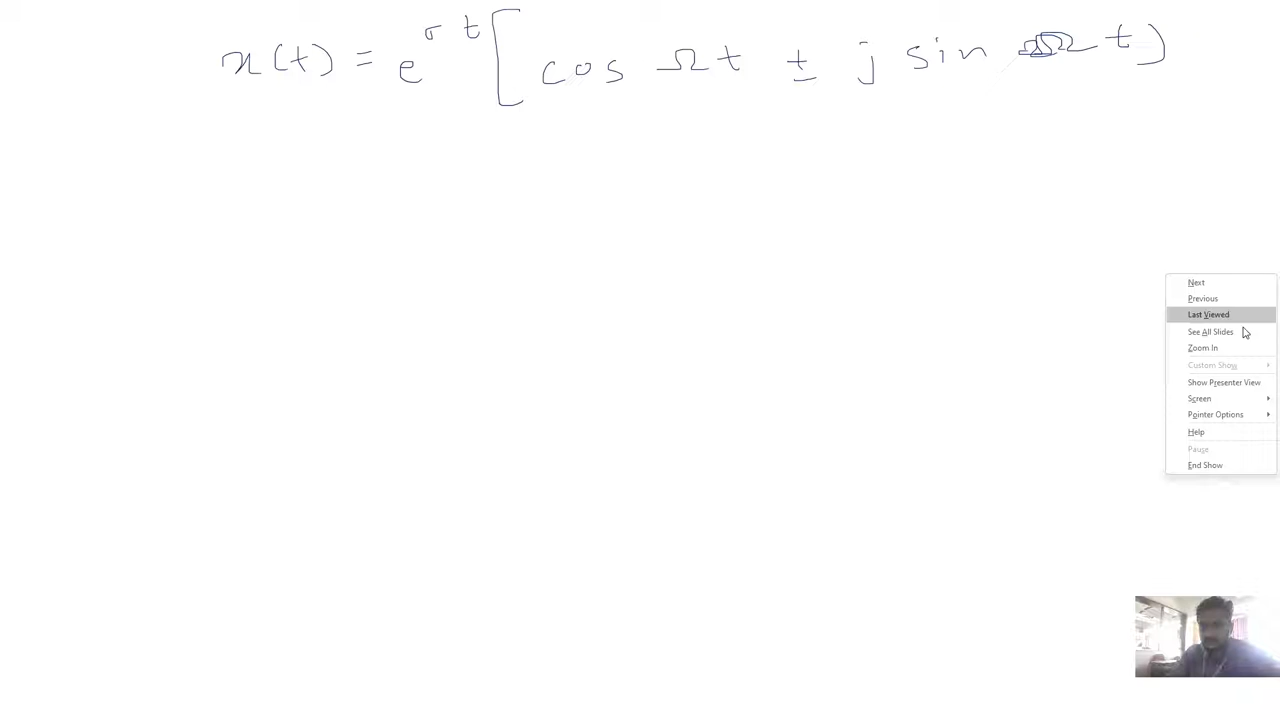 x(t) = e^σt [ cos Ωt ± j sin Ωt )
Next
Previous
Last Viewed
See All Slides
Zoom In
Custom Show
Show Presenter View
Screen
Pointer Options
Help
Pause
End Show